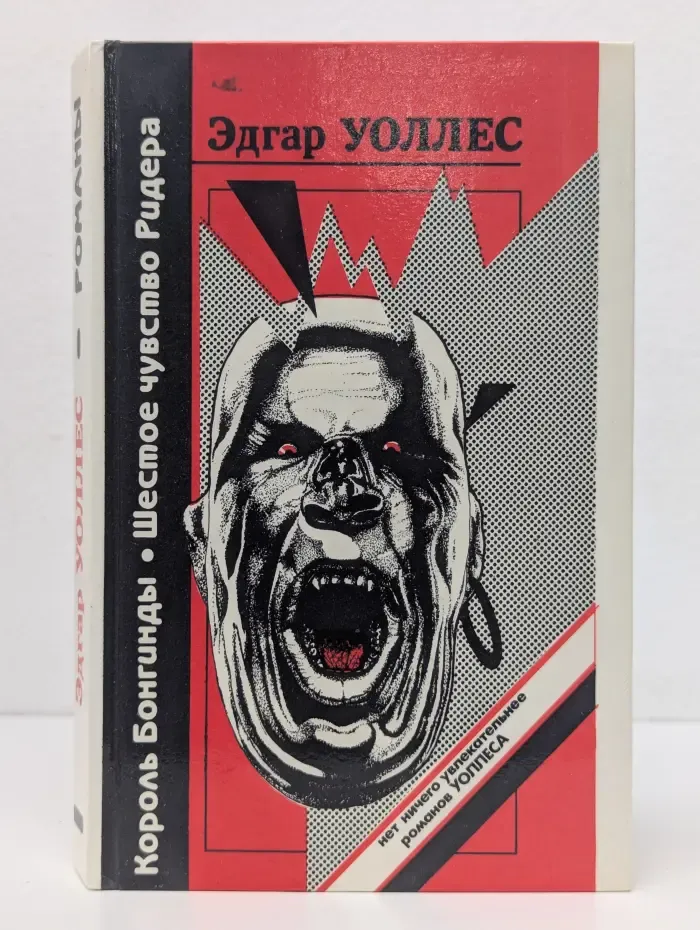 Эдгар УОЛЛЕС
Король Бонгинды • Шестое чувство Ридера
нет ничего увлекательнее
романов УОЛЛЕСА
Эдгар УОЛЛЕС • РОМАНЫ